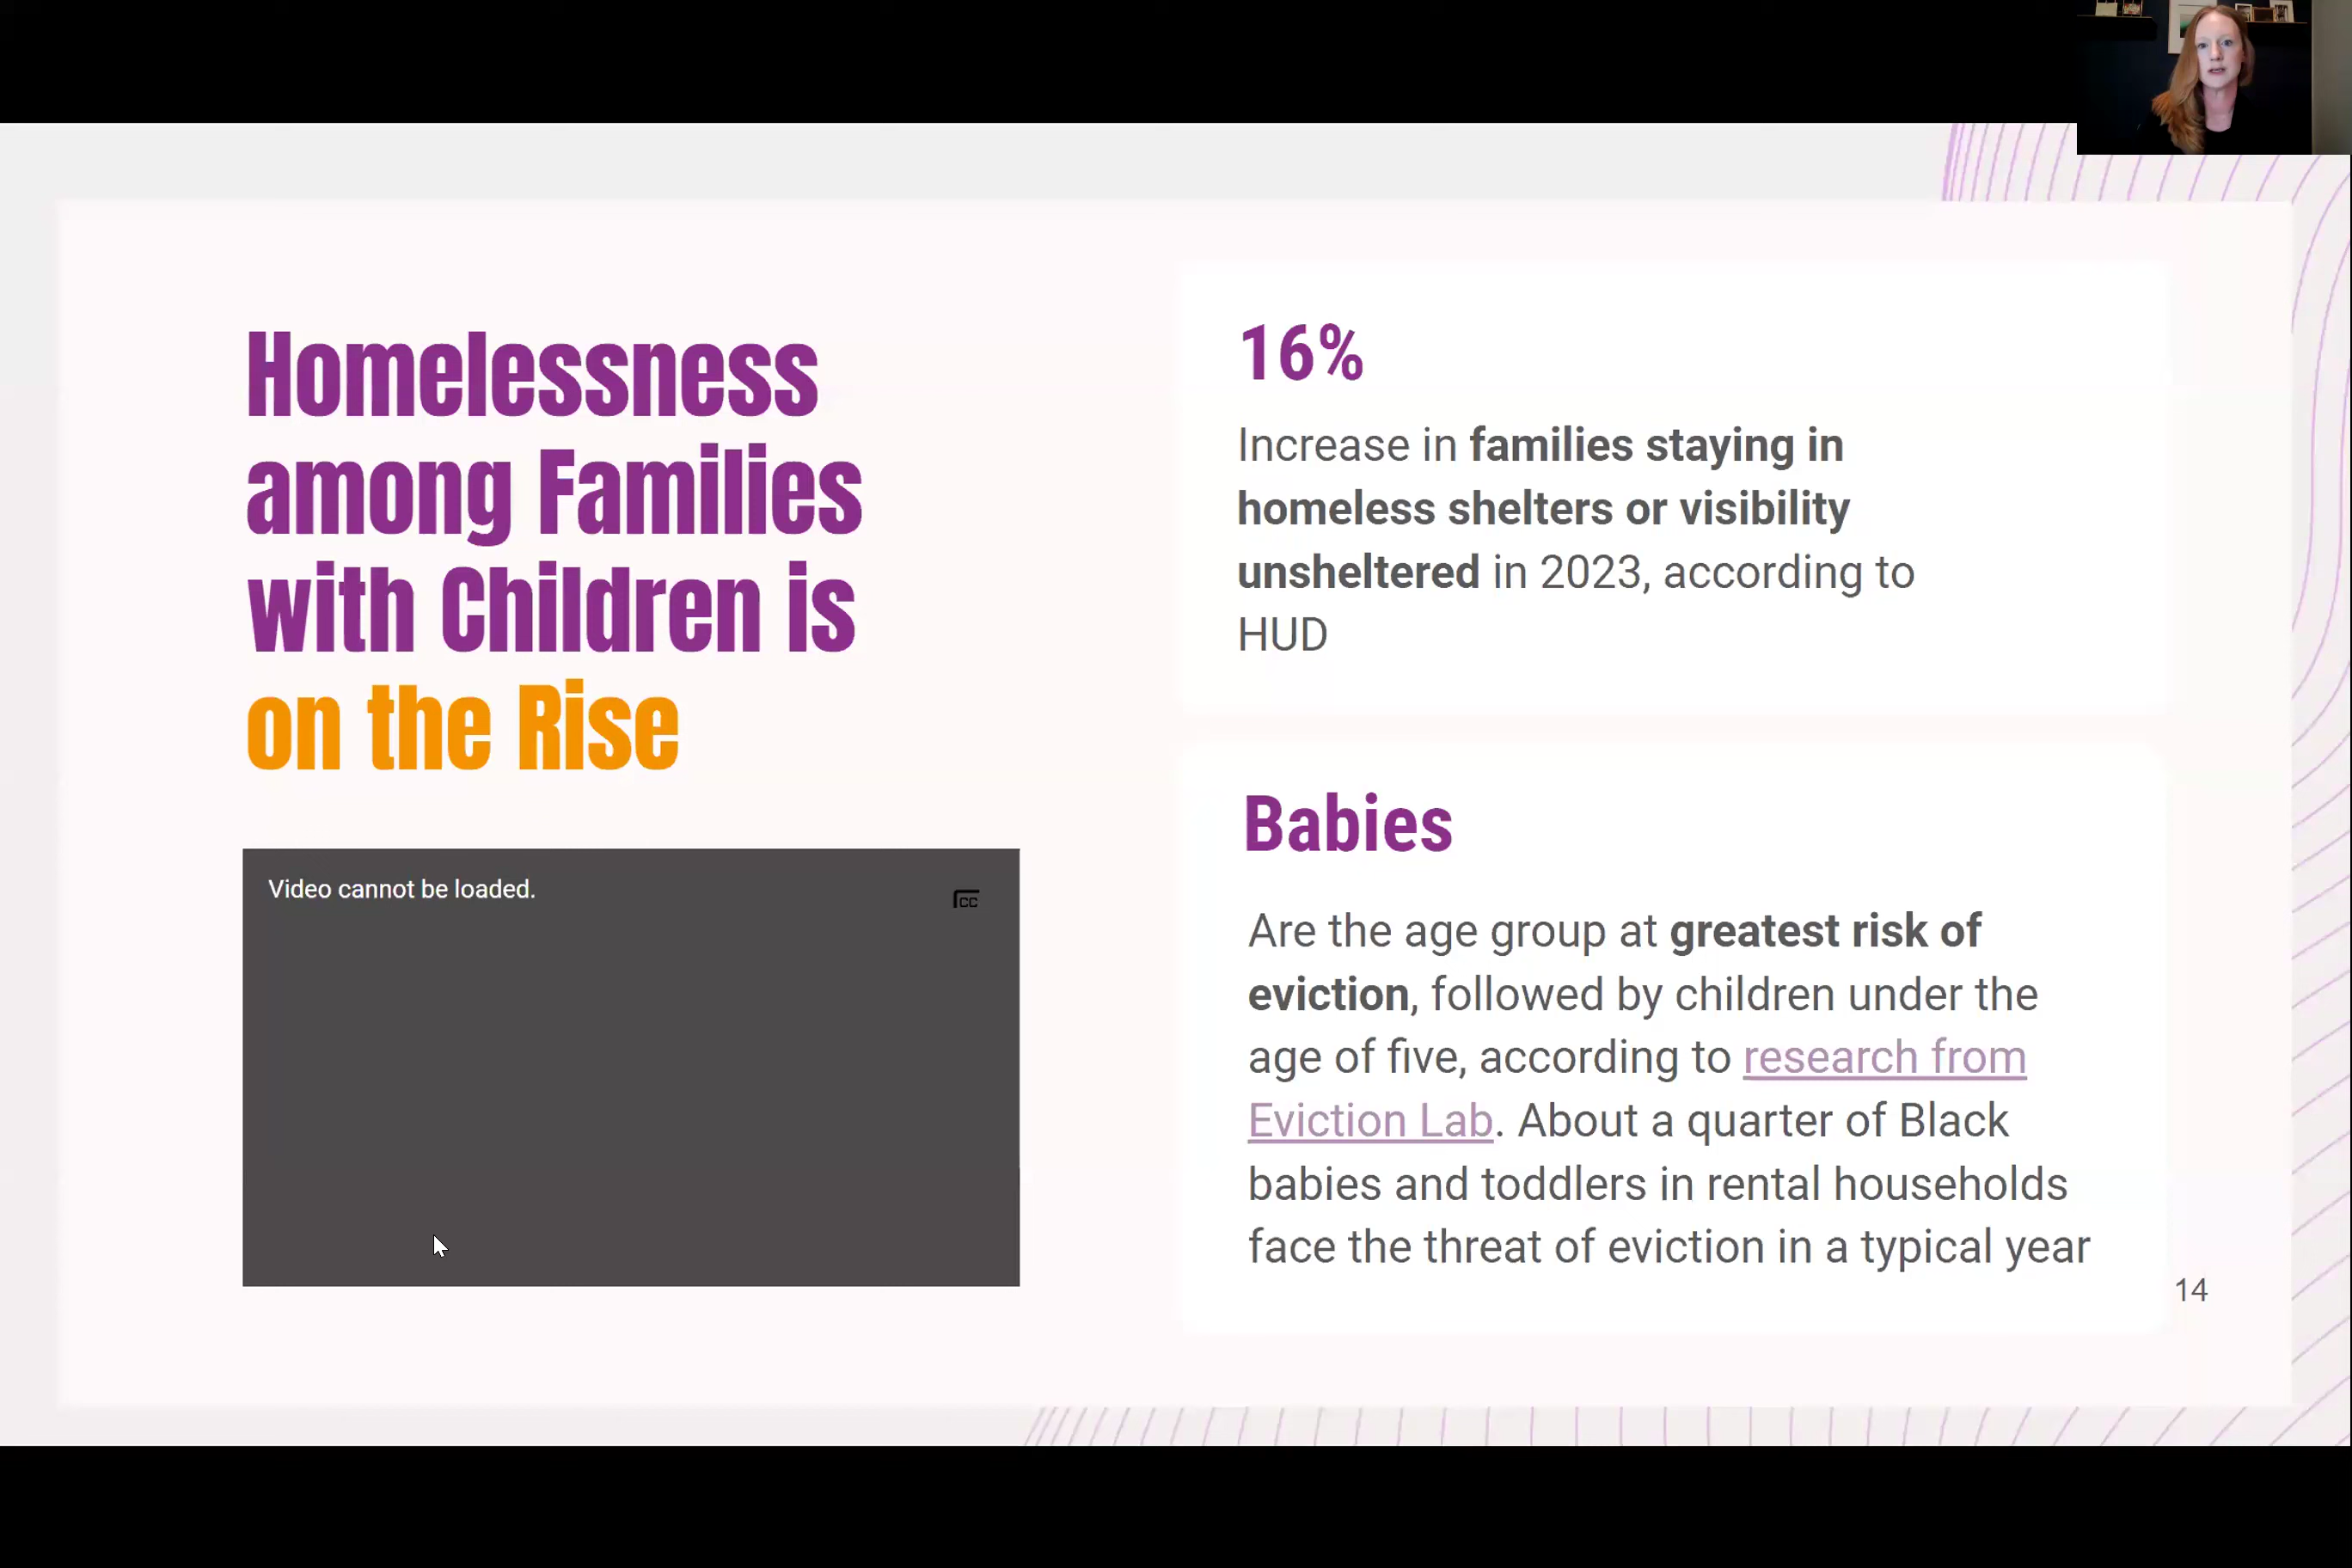 Homelessness
among Families
with Children is
on the Rise
Video cannot be loaded.
CC
16%
Increase in families staying in
homeless shelters or visibility
unsheltered in 2023, according to
HUD
Babies
Are the age group at greatest risk of
eviction, followed by children under the
age of five, according to research from
Eviction Lab. About a quarter of Black
babies and toddlers in rental households
face the threat of eviction in a typical year
14